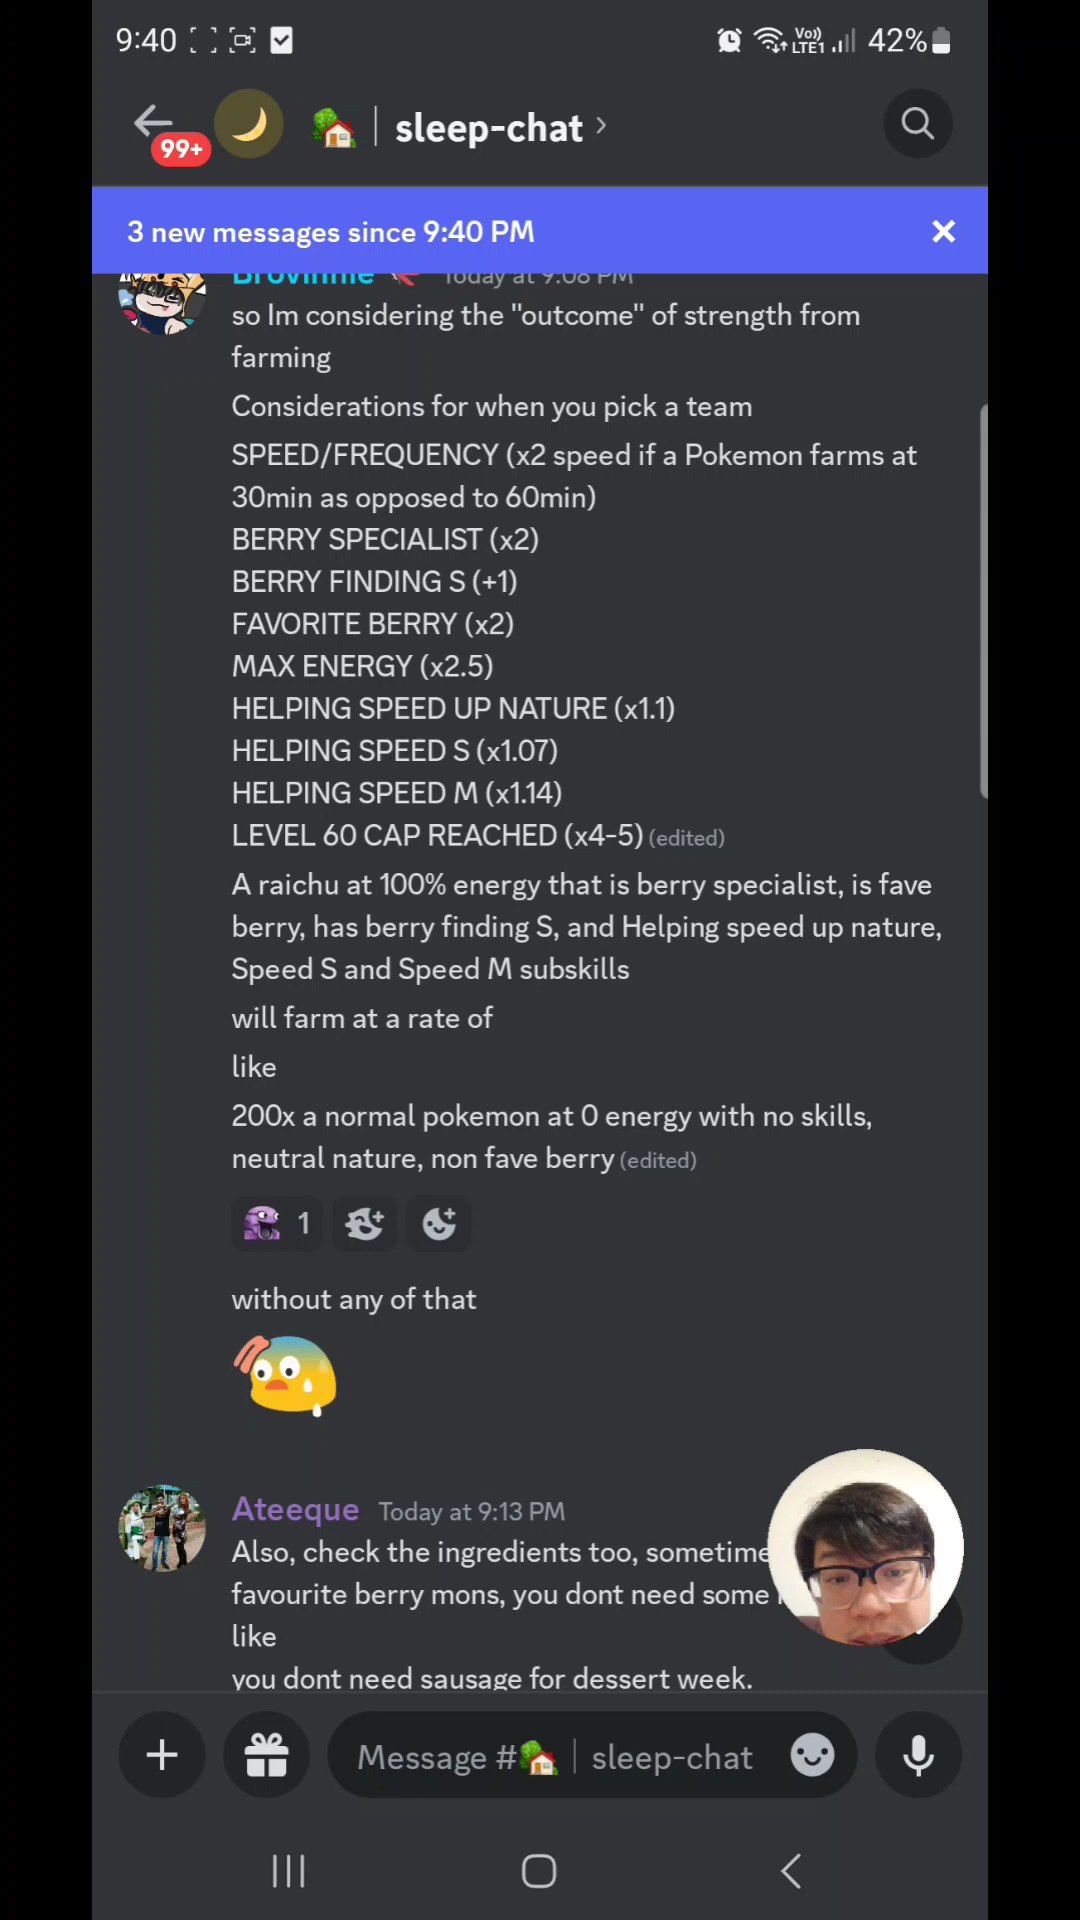 9:40
Vo))
LTE1
42%
99+
sleep-chat
3 new messages since 9:40 PM
Brovinnie Today at 9:08 PM
so Im considering the "outcome" of strength from
farming
Considerations for when you pick a team
SPEED/FREQUENCY (x2 speed if a Pokemon farms at
30min as opposed to 60min)
BERRY SPECIALIST (x2)
BERRY FINDING S (+1)
FAVORITE BERRY (x2)
MAX ENERGY (x2.5)
HELPING SPEED UP NATURE (x1.1)
HELPING SPEED S (x1.07)
HELPING SPEED M (x1.14)
LEVEL 60 CAP REACHED (x4-5) (edited)
A raichu at 100% energy that is berry specialist, is fave
berry, has berry finding S, and Helping speed up nature,
Speed S and Speed M subskills
will farm at a rate of
like
200x a normal pokemon at 0 energy with no skills,
neutral nature, non fave berry (edited)
1
without any of that
Ateeque Today at 9:13 PM
Also, check the ingredients too, sometime
favourite berry mons, you dont need some
like
you dont need sausage for dessert week.
Message # sleep-chat